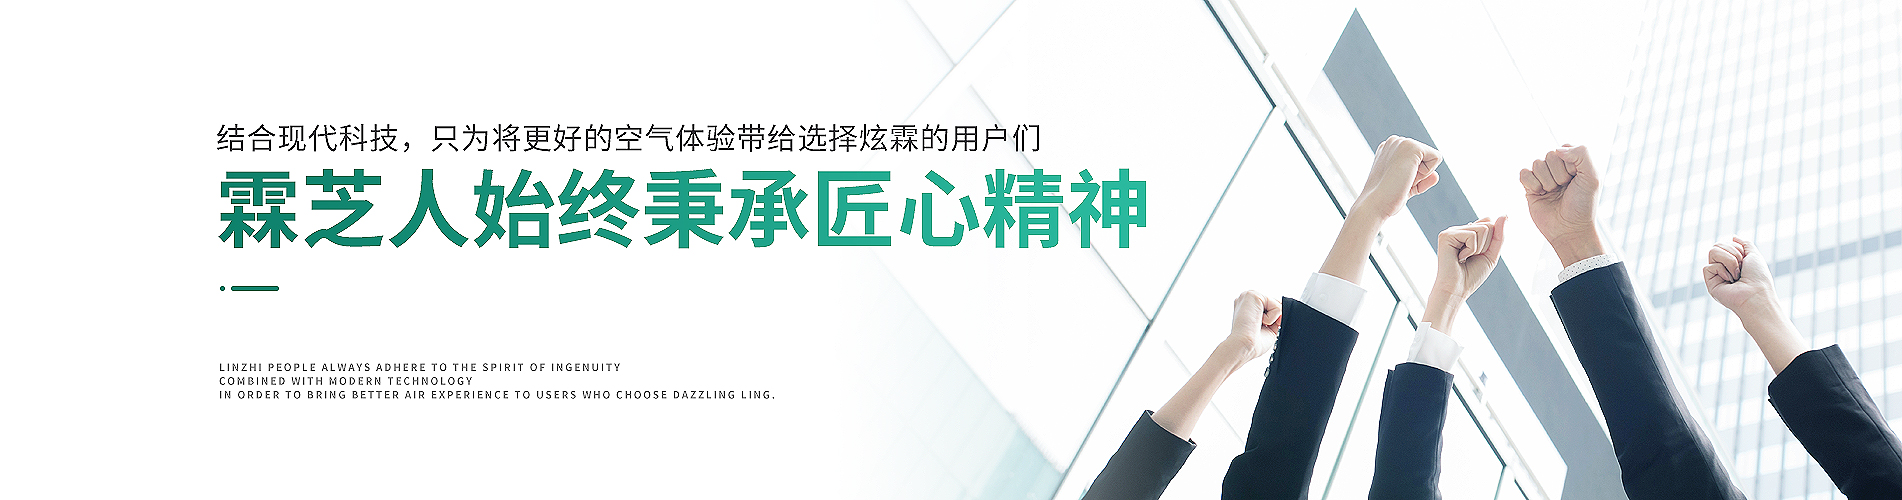 结合现代科技，只为将更好的空气体验带给选择炫霖的用户们
霖芝人始终秉承匠心精神
LINZHI PEOPLE ALWAYS ADHERE TO THE SPIRIT OF INGENUITY
COMBINED WITH MODERN TECHNOLOGY
IN ORDER TO BRING BETTER AIR EXPERIENCE TO USERS WHO CHOOSE DAZZLING LING.